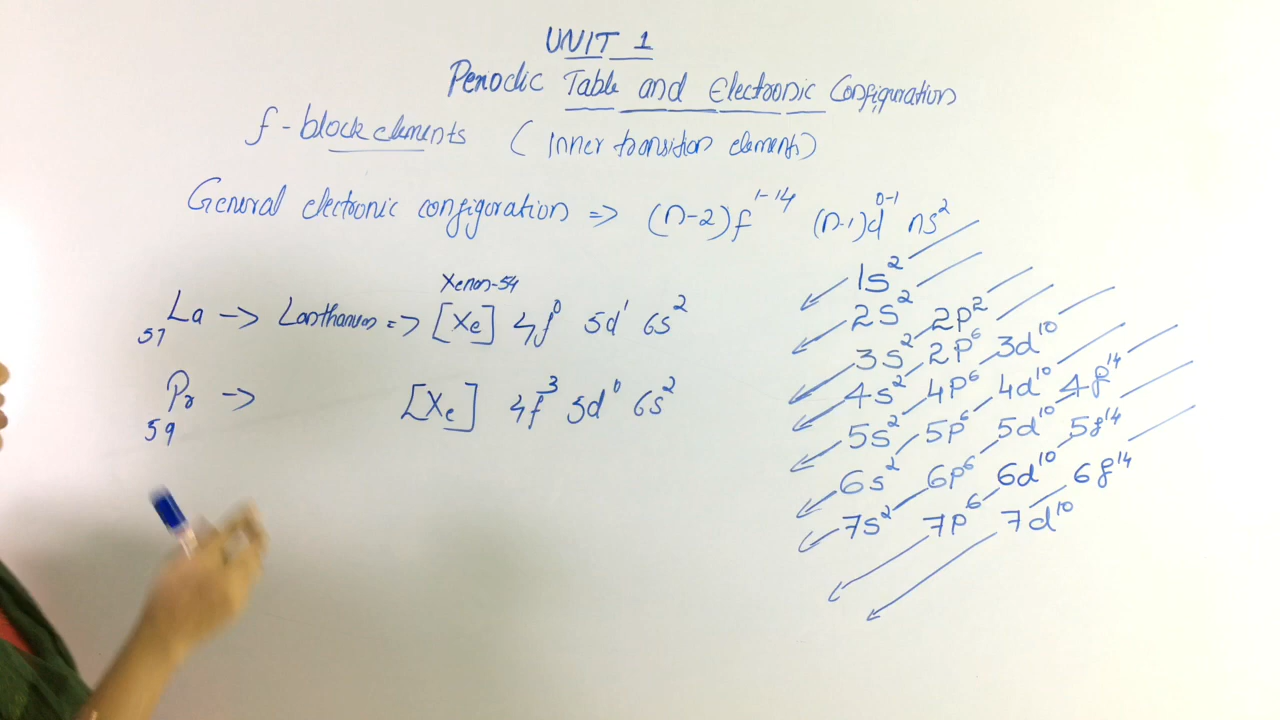 UNIT 1
Periodic Table and Electronic Configuration
f-block elements (Inner transition elements)
General electronic configuration => (n-2)f¹⁻¹⁴ (n-1)d⁰⁻¹ ns²
Xenon-54
₅₇La -> Lanthanum => [Xe] 4f⁰ 5d¹ 6s²
₅₉Pr -> [Xe] 4f³ 5d⁰ 6s²
1s²
2s² 2p²
3s² 2p⁶ 3d¹⁰
4s² 4p⁶ 4d¹⁰ 4f¹⁴
5s² 5p⁶ 5d¹⁰ 5f¹⁴
6s² 6p⁶ 6d¹⁰ 6f¹⁴
7s² 7p⁶ 7d¹⁰